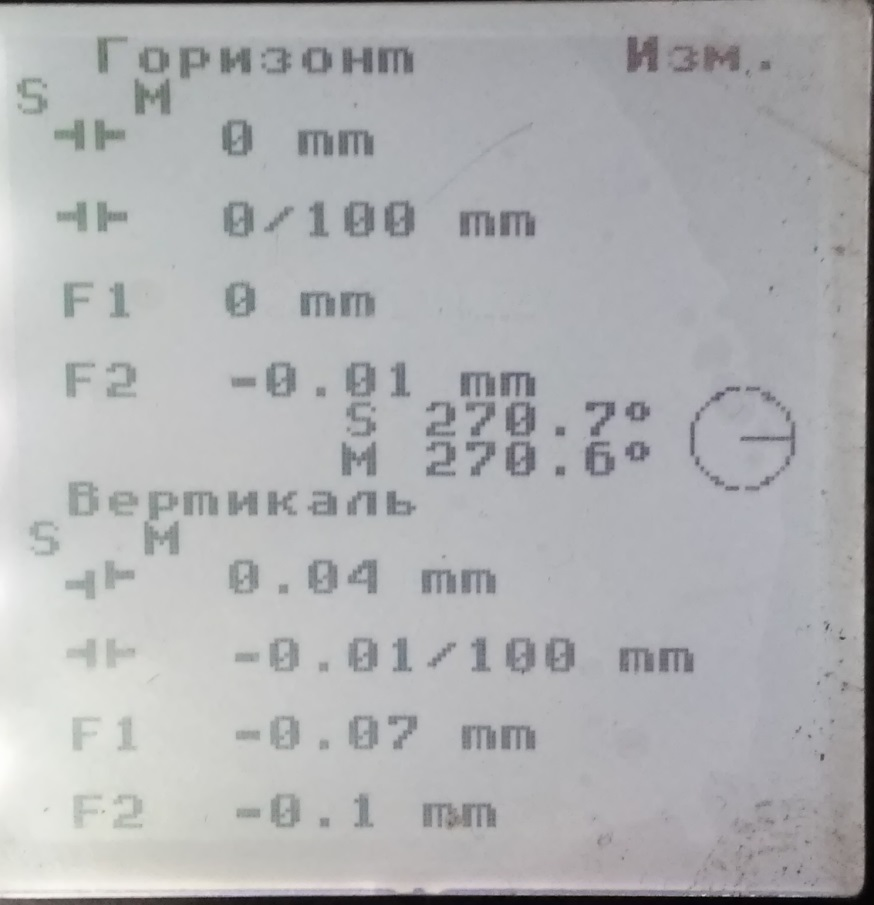 Горизонт Изм.
S M
0 mm
0/100 mm
F1 0 mm
F2 -0.01 mm
S 270.7°
M 270.6°
Вертикаль
S M
0.04 mm
-0.01/100 mm
F1 -0.07 mm
F2 -0.1 mm